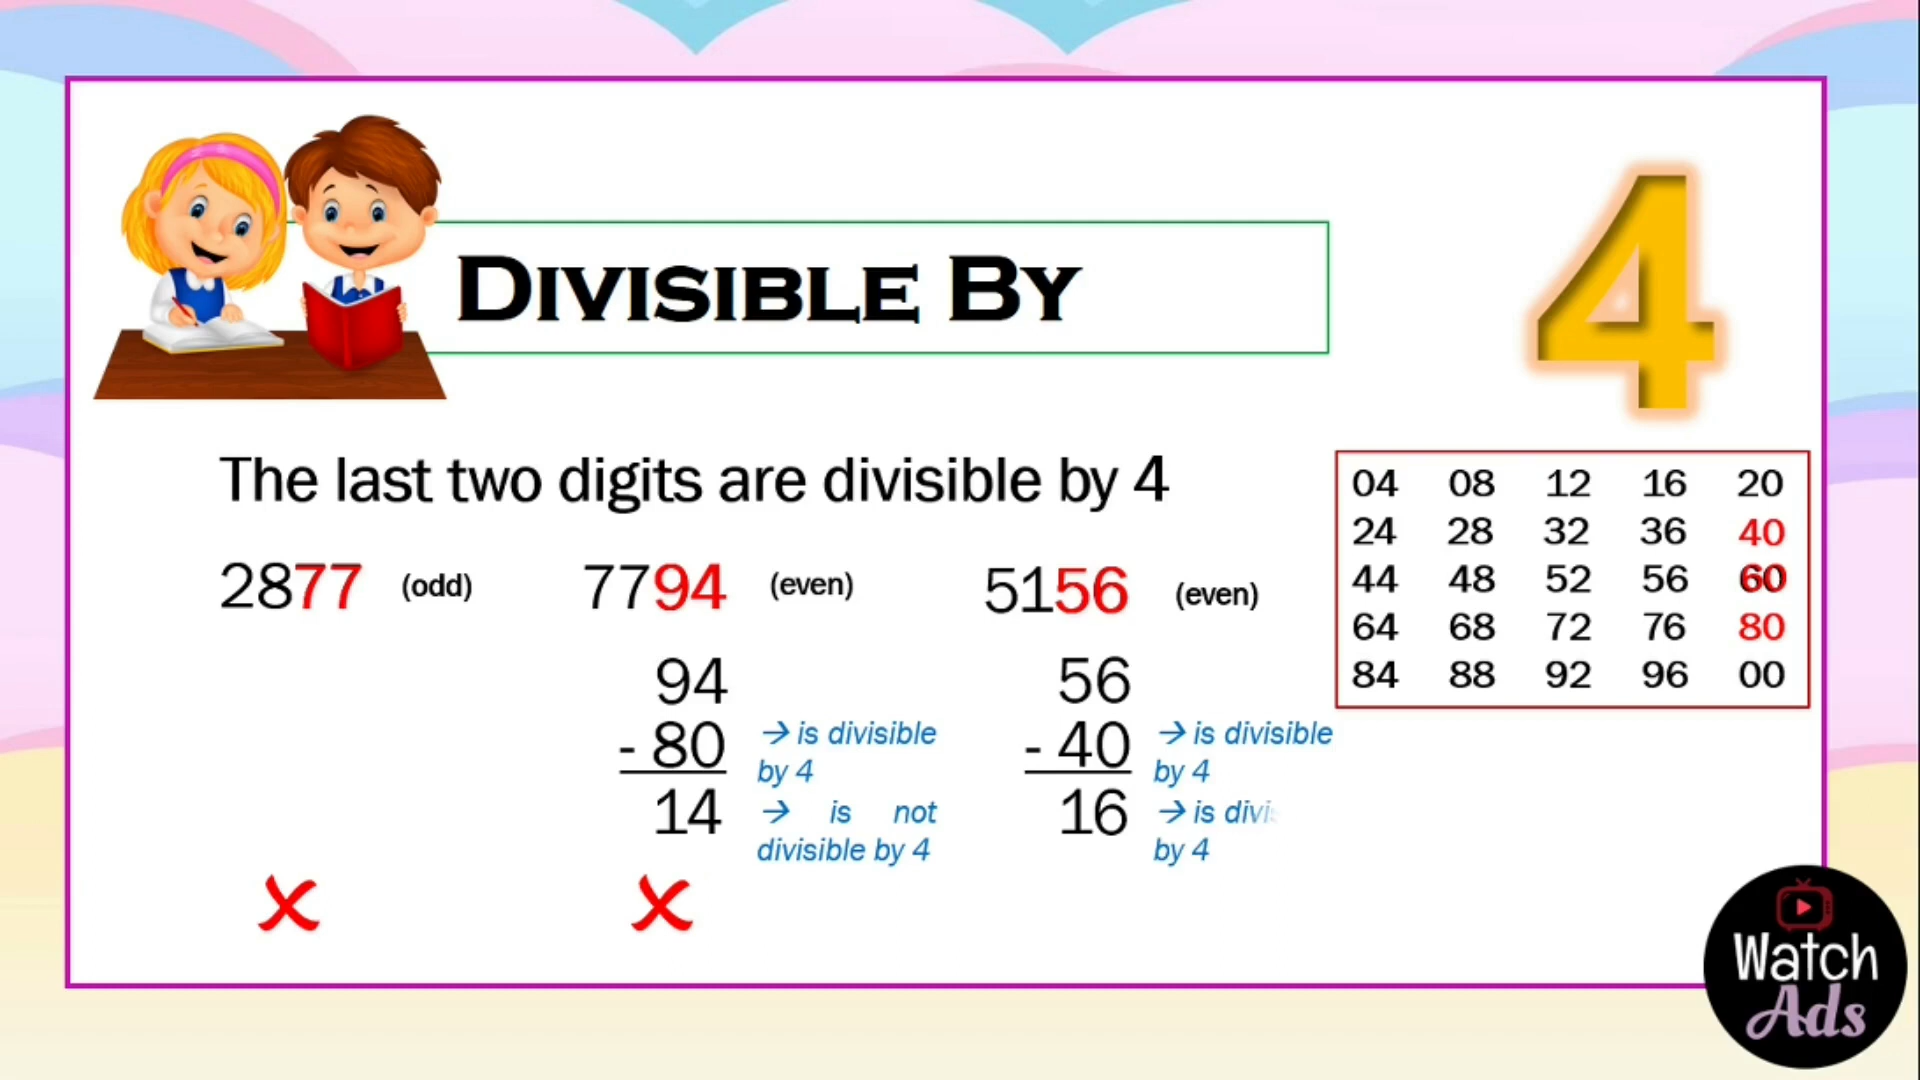 DIVISIBLE BY
4
The last two digits are divisible by 4
2877 (odd) 7794 (even) 5156 (even)
94
- 80 → is divisible
by 4
14 → is not
divisible by 4
56
- 40 → is divisible
by 4
16 → is divi
by 4
04 08 12 16 20
24 28 32 36 40
44 48 52 56 60
64 68 72 76 80
84 88 92 96 00
Watch
Ads